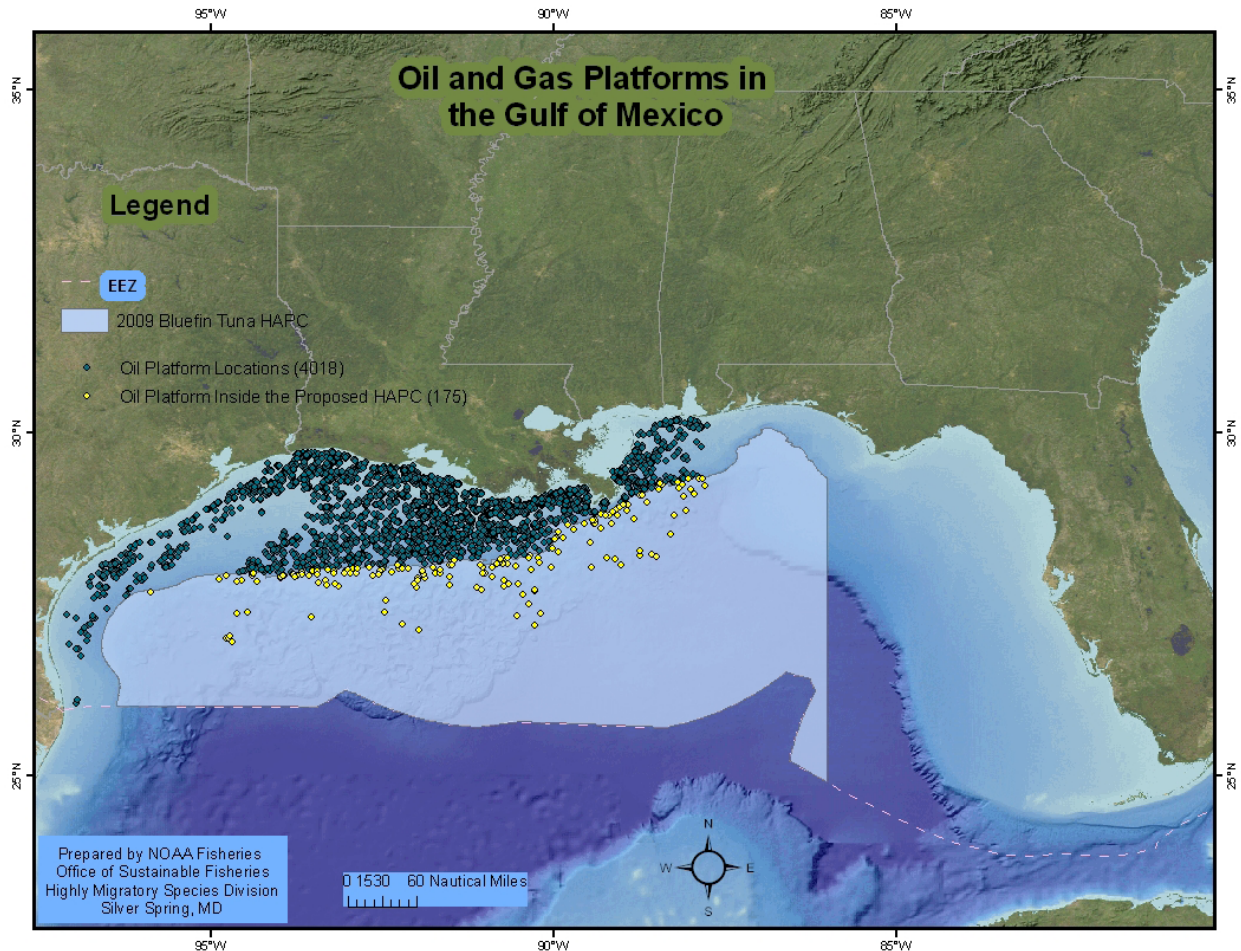 95°W 90°W 85°W
Oil and Gas Platforms in
the Gulf of Mexico
35°N 35°N
Legend
EEZ
2009 Bluefin Tuna HAPC
Oil Platform Locations (4018)
Oil Platform Inside the Proposed HAPC (175)
30°N 30°N
25°N 25°N
Prepared by NOAA Fisheries
Office of Sustainable Fisheries
Highly Migratory Species Division
Silver Spring, MD
0 1530 60 Nautical Miles
N
W E
S
95°W 90°W 85°W